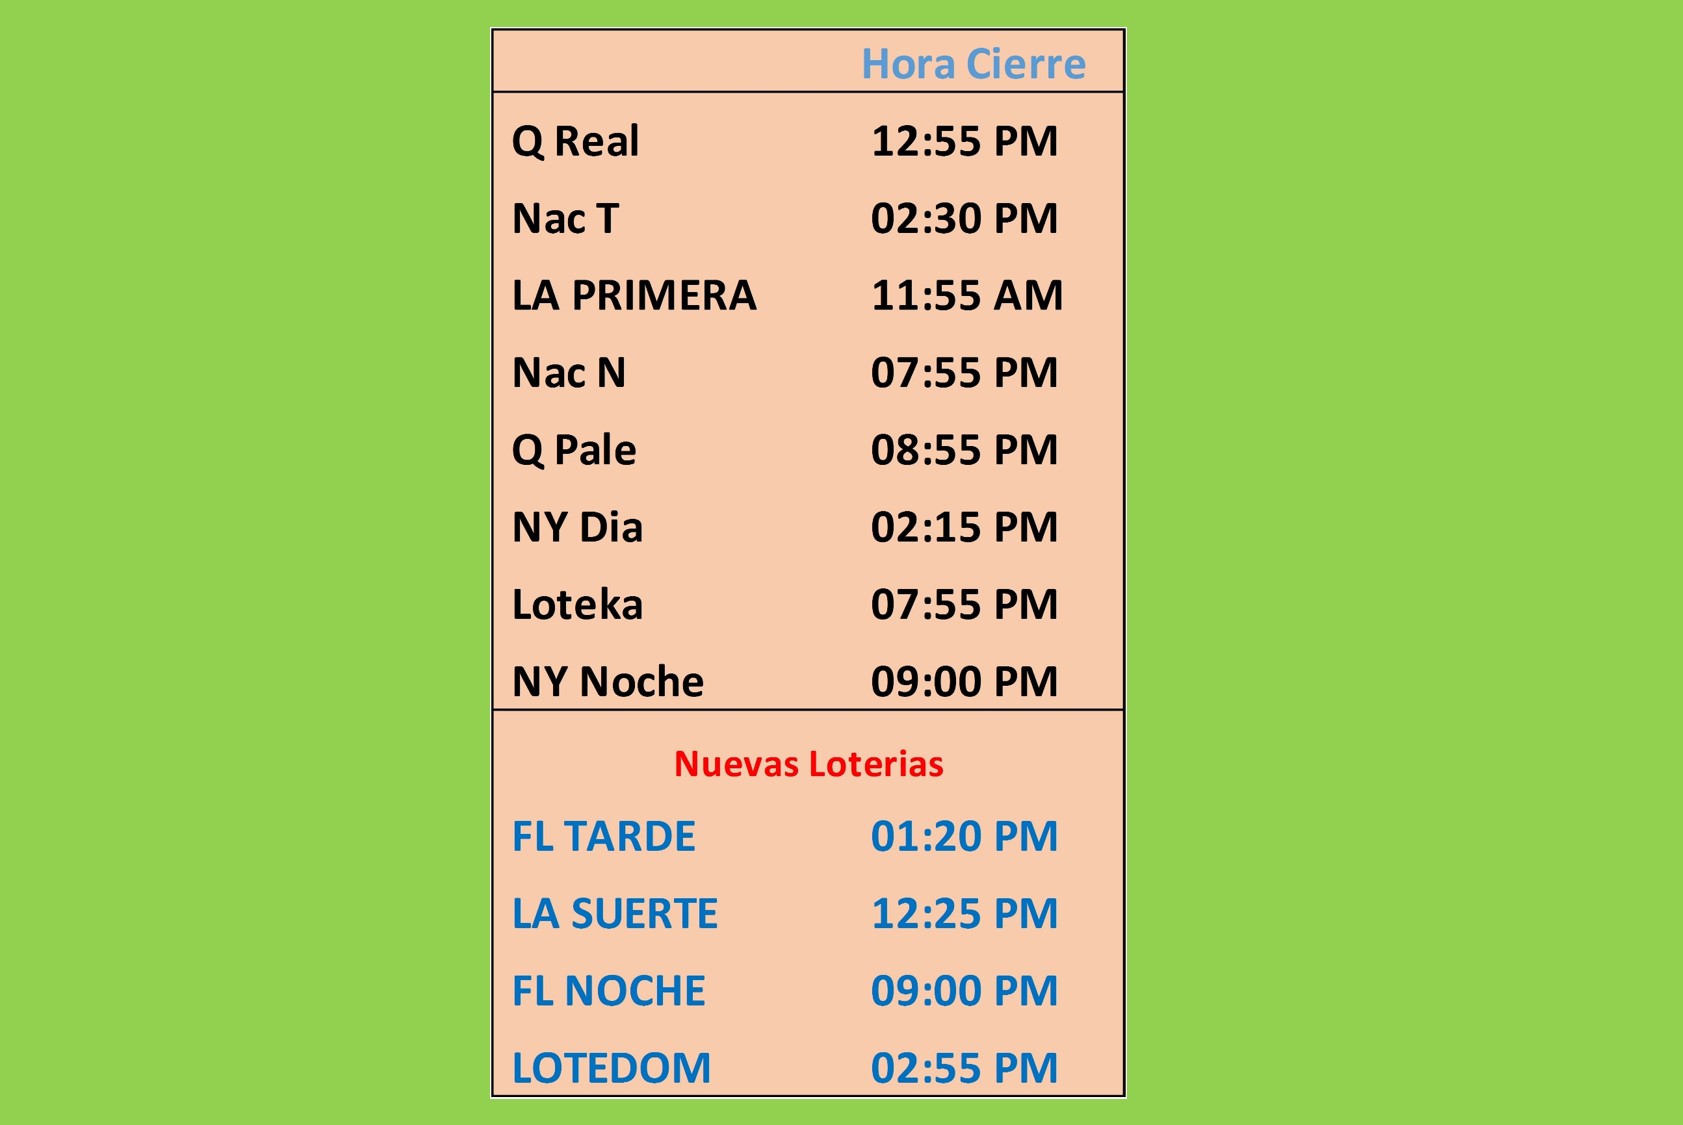 Hora Cierre
Q Real 12:55 PM
Nac T 02:30 PM
LA PRIMERA 11:55 AM
Nac N 07:55 PM
Q Pale 08:55 PM
NY Dia 02:15 PM
Loteka 07:55 PM
NY Noche 09:00 PM
Nuevas Loterias
FL TARDE 01:20 PM
LA SUERTE 12:25 PM
FL NOCHE 09:00 PM
LOTEDOM 02:55 PM